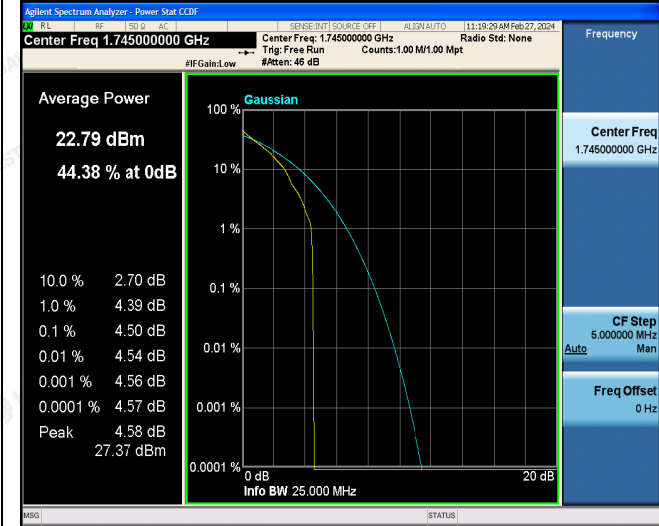 Agilent Spectrum Analyzer - Power Stat CCDF
RL RF 50 Ω AC SENSE:INT SOURCE OFF ALIGN AUTO 11:19:29 AM Feb 27, 2024
Center Freq 1.745000000 GHz
Center Freq: 1.745000000 GHz Radio Std: None
Trig: Free Run Counts:1.00 M/1.00 Mpt
#IFGain:Low #Atten: 46 dB
Frequency
Average Power
22.79 dBm
44.38 % at 0dB
10.0 % 2.70 dB
1.0 % 4.39 dB
0.1 % 4.50 dB
0.01 % 4.54 dB
0.001 % 4.56 dB
0.0001 % 4.57 dB
Peak 4.58 dB
27.37 dBm
Gaussian
100 %
10 %
1 %
0.1 %
0.01 %
0.001 %
0.0001 %
0 dB 20 dB
Info BW 25.000 MHz
Center Freq
1.745000000 GHz
CF Step
5.000000 MHz
Auto Man
Freq Offset
0 Hz
MSG STATUS